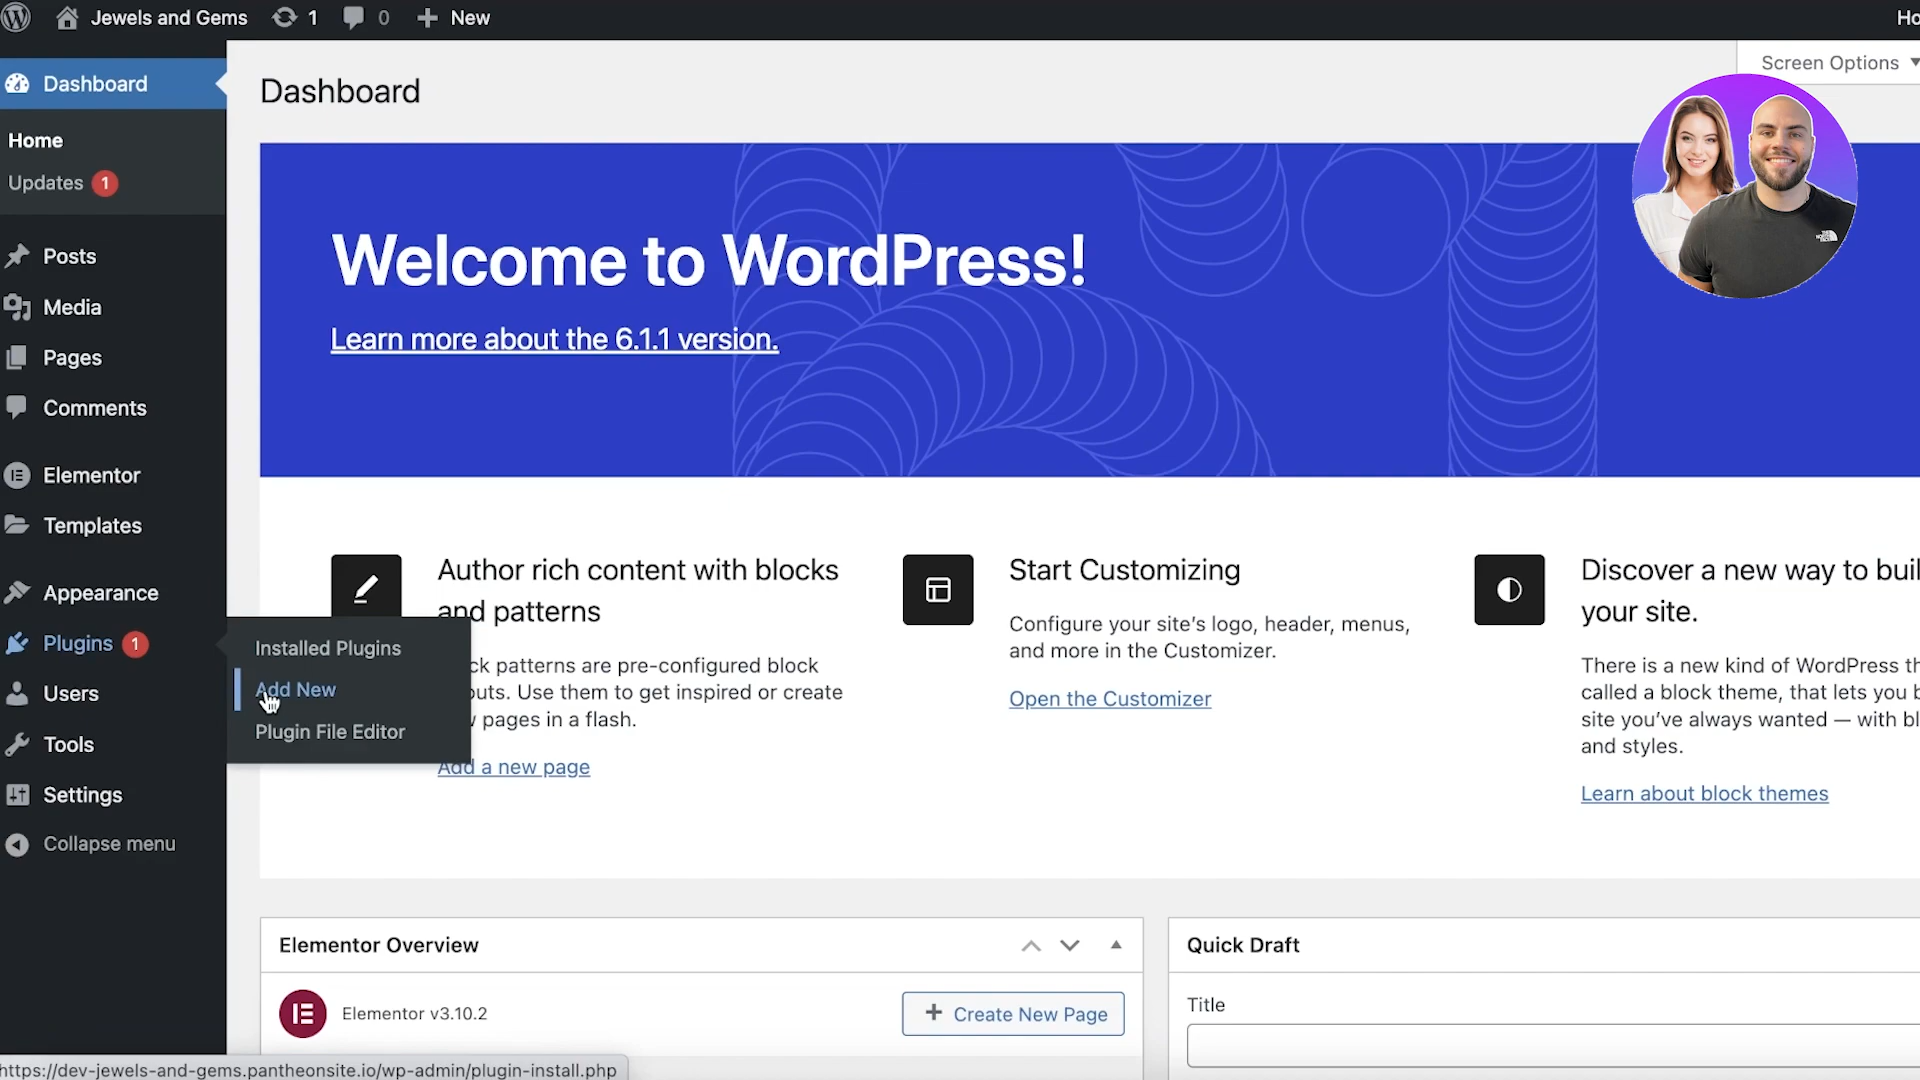 Jewels and Gems 1 0 + New
Ho
Screen Options
Dashboard
Home
Updates 1
Posts
Media
Pages
Comments
Elementor
Templates
Appearance
Plugins 1
Users
Tools
Settings
Collapse menu
Installed Plugins
Add New
Plugin File Editor
Dashboard
Welcome to WordPress!
Learn more about the 6.1.1 version.
Author rich content with blocks
and patterns
ck patterns are pre-configured block
outs. Use them to get inspired or create
pages in a flash.
Add a new page
Start Customizing
Configure your site's logo, header, menus,
and more in the Customizer.
Open the Customizer
Discover a new way to buil
your site.
There is a new kind of WordPress th
called a block theme, that lets you b
site you've always wanted — with bl
and styles.
Learn about block themes
Elementor Overview
Elementor v3.10.2
+ Create New Page
Quick Draft
Title
https://dev-jewels-and-gems.pantheonsite.io/wp-admin/plugin-install.php